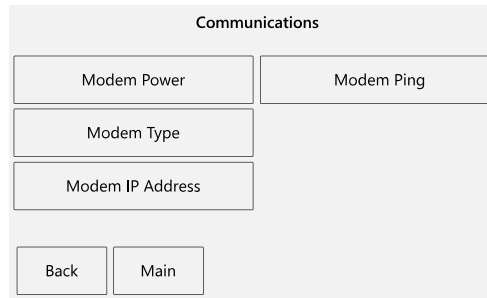 Communications
Modem Power
Modem Ping
Modem Type
Modem IP Address
Back
Main